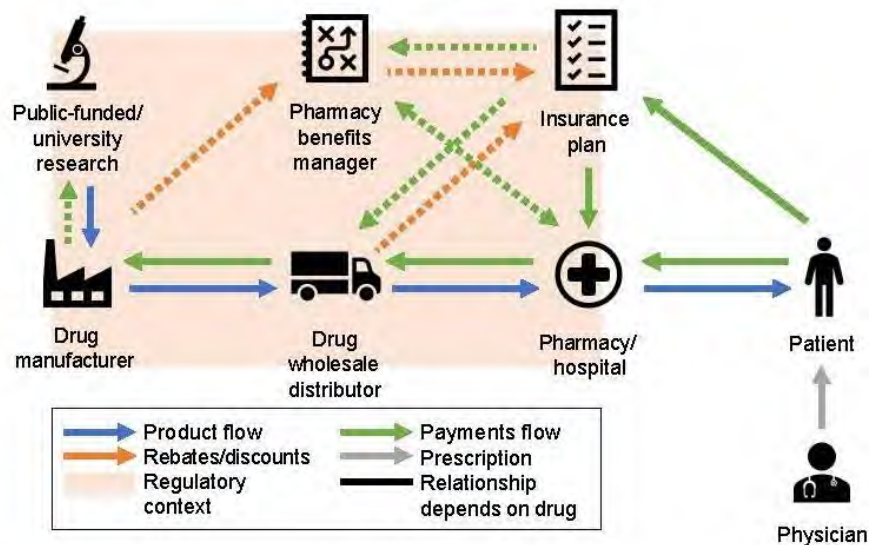 Public-funded/
university
research
Pharmacy
benefits
manager
Insurance
plan
Drug
manufacturer
Drug
wholesale
distributor
Pharmacy/
hospital
Patient
Product flow
Payments flow
Rebates/discounts
Prescription
Regulatory
context
Relationship
depends on drug
Physician